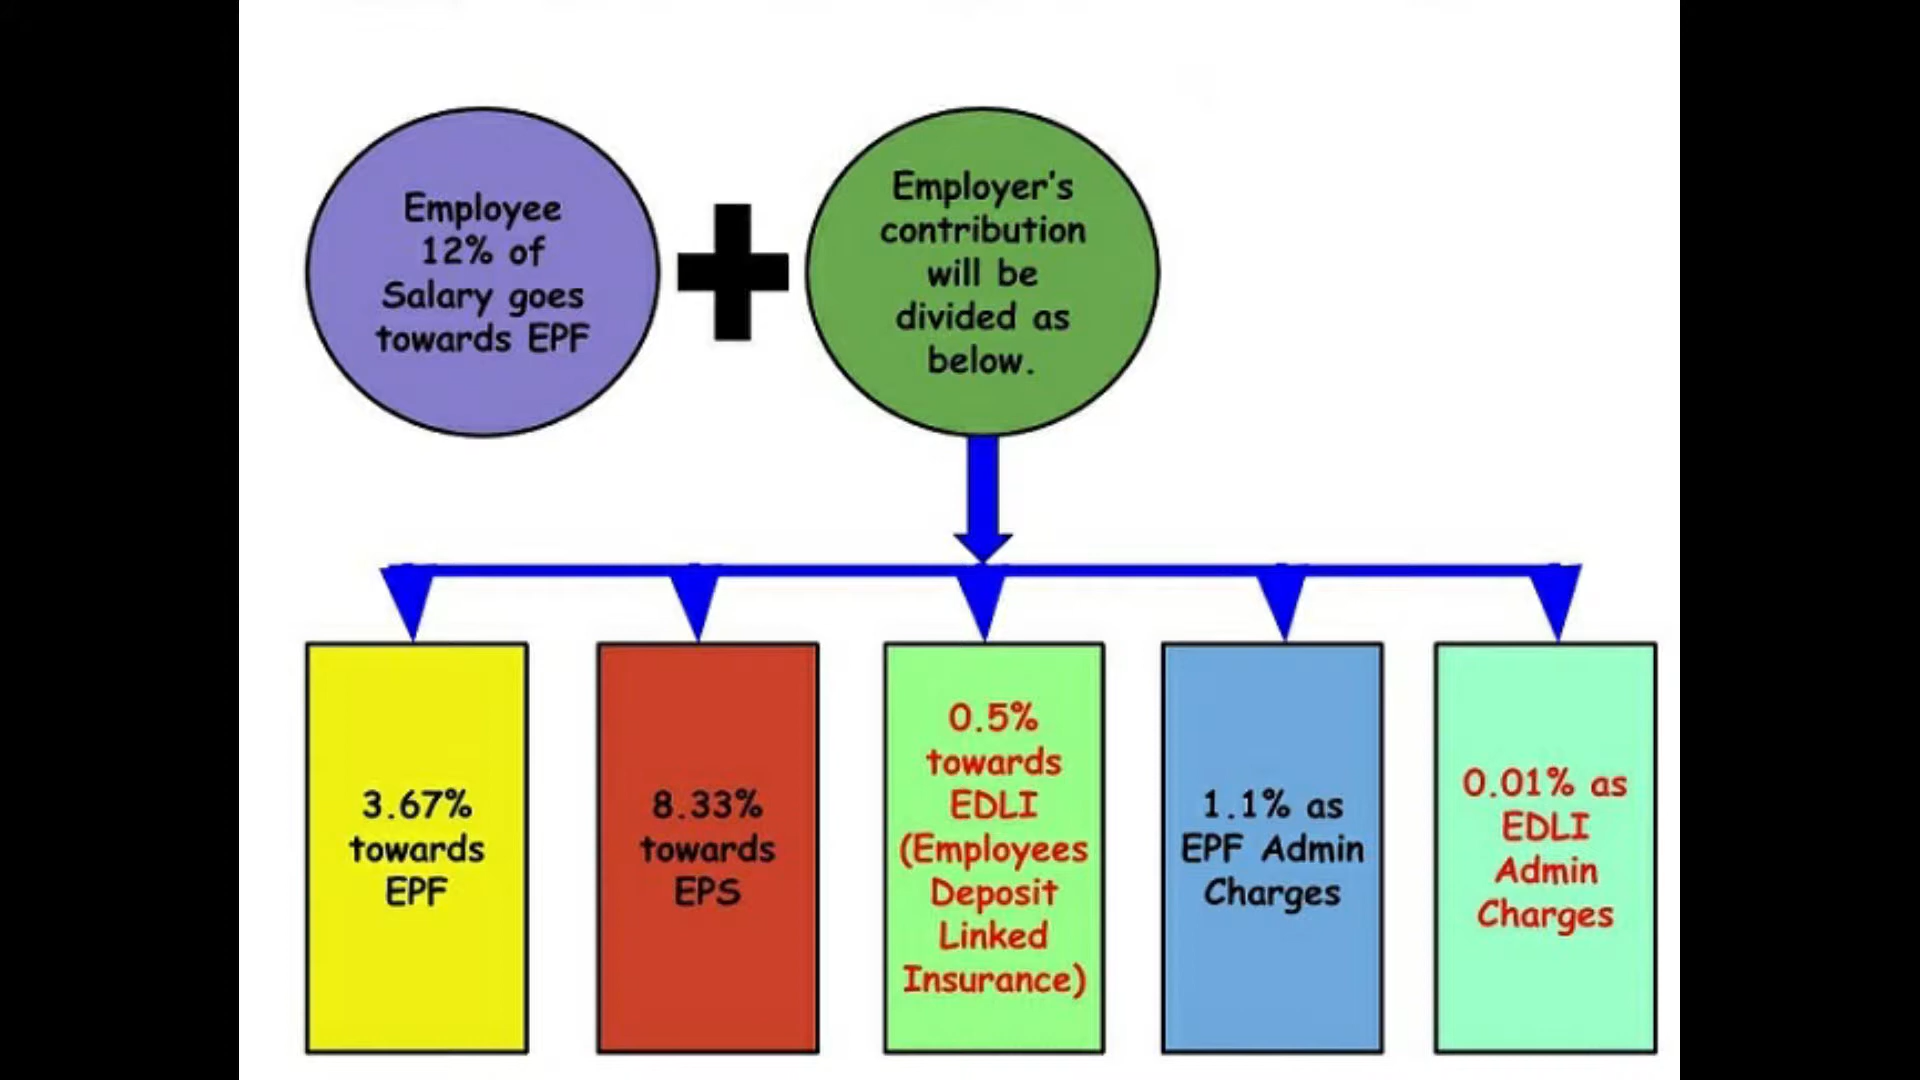 Employee
12% of
Salary goes
towards EPF
Employer's
contribution
will be
divided as
below.
3.67%
towards
EPF
8.33%
towards
EPS
0.5%
towards
EDLI
(Employees
Deposit
Linked
Insurance)
1.1% as
EPF Admin
Charges
0.01% as
EDLI
Admin
Charges